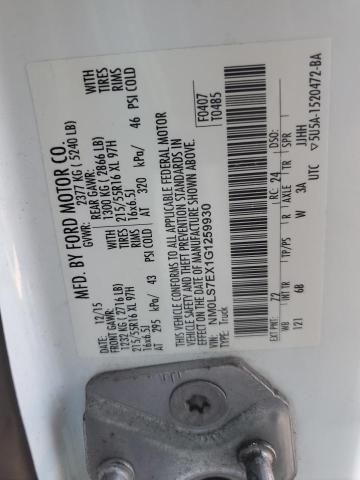 MFD. BY FORD MOTOR CO.
GVWR: 2377 KG ( 5240 LB)
DATE: 12/15
FRONT GAWR: 1232 KG ( 2716 LB)
215/55R16 XL 97H
16x6.5J
AT 295 kPa/ 43 PSI COLD
WITH TIRES
RIMS
REAR GAWR: 1300 KG ( 2866 LB)
215/55R16 XL 97H
16x6.5J
AT 320 kPa/ 46 PSI COLD
WITH TIRES
RIMS
THIS VEHICLE CONFORMS TO ALL APPLICABLE FEDERAL MOTOR
VEHICLE SAFETY AND THEFT PREVENTION STANDARDS IN EFFECT
ON THE DATE OF MANUFACTURE SHOWN ABOVE
VIN: NM0LS7EX1G1259930
TYPE: Truck
F0407
T0485
EXT PNT: Z2 RC: 24 DSO:
WB INT TR TP/PS R AXLE TR SPR
121 6B W 3A JJHH
UTC ▽5U5A-1520472-BA